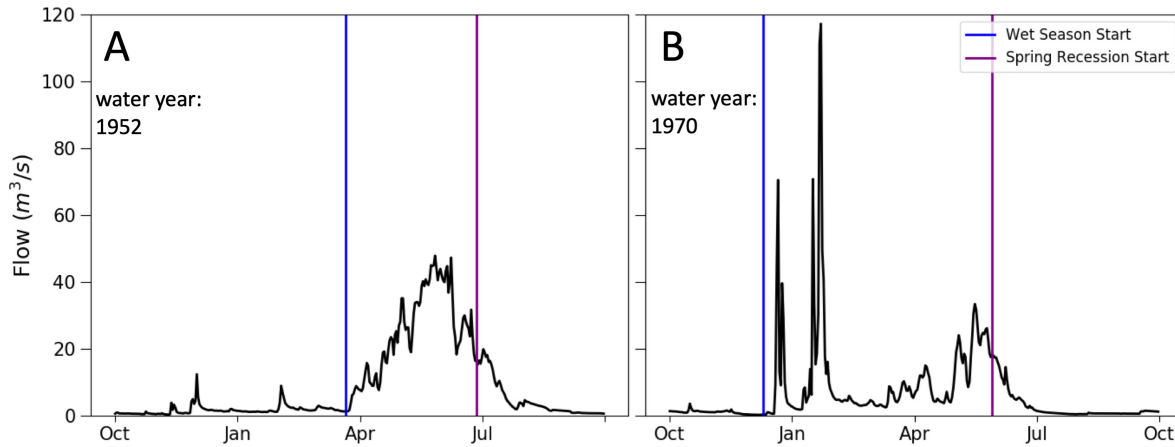 A
water year:
1952
B
water year:
1970
Wet Season Start
Spring Recession Start
Flow (m³/s)
120
100
80
60
40
20
0
Oct
Jan
Apr
Jul
Oct
Jan
Apr
Jul
Oct